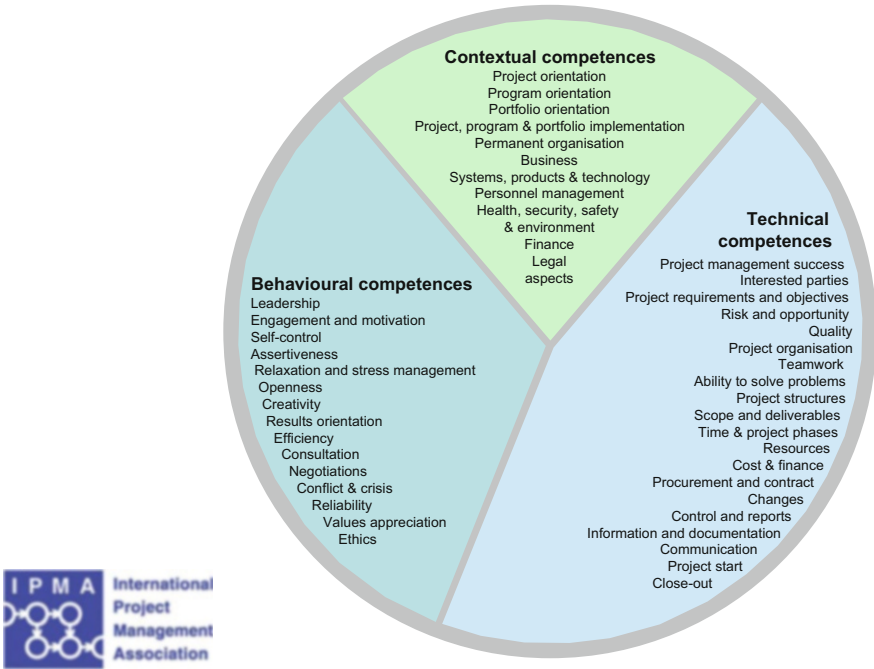 Contextual competences
Project orientation
Program orientation
Portfolio orientation
Project, program & portfolio implementation
Permanent organisation
Business
Systems, products & technology
Personnel management
Health, security, safety
& environment
Finance
Legal
aspects
Technical
competences
Project management success
Interested parties
Project requirements and objectives
Risk and opportunity
Quality
Project organisation
Teamwork
Ability to solve problems
Project structures
Scope and deliverables
Time & project phases
Resources
Cost & finance
Procurement and contract
Changes
Control and reports
Information and documentation
Communication
Project start
Close-out
Behavioural competences
Leadership
Engagement and motivation
Self-control
Assertiveness
Relaxation and stress management
Openness
Creativity
Results orientation
Efficiency
Consultation
Negotiations
Conflict & crisis
Reliability
Values appreciation
Ethics
IPMA
International
Project
Management
Association